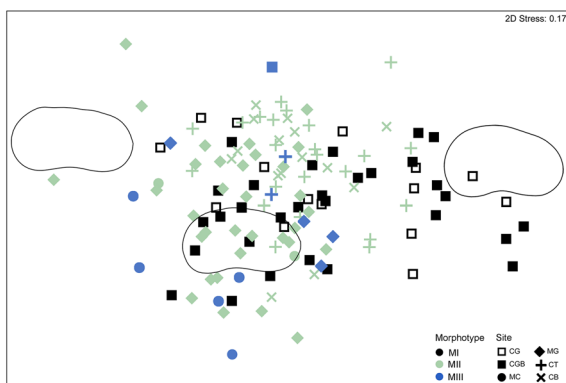 2D Stress: 0.17
Morphotype Site
MI CG MG
MII CGB CT
MIII MC CB